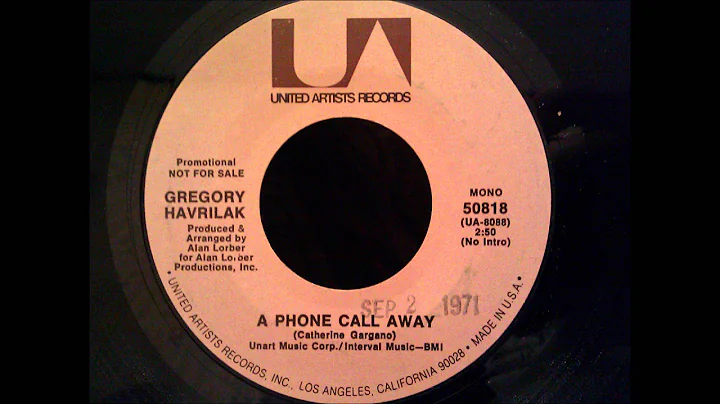 UA
UNITED ARTISTS RECORDS
Promotional
NOT FOR SALE
GREGORY
HAVRILAK
Produced &
Arranged by
Alan Lorber
for Alan Lorber
Productions, Inc.
MONO
50818
(UA-8088)
2:50
(No Intro)
SEP 2 1971
A PHONE CALL AWAY
(Catherine Gargano)
Unart Music Corp./Interval Music—BMI
• UNITED ARTISTS RECORDS, INC., LOS ANGELES, CALIFORNIA 90028 • MADE IN U.S.A. •